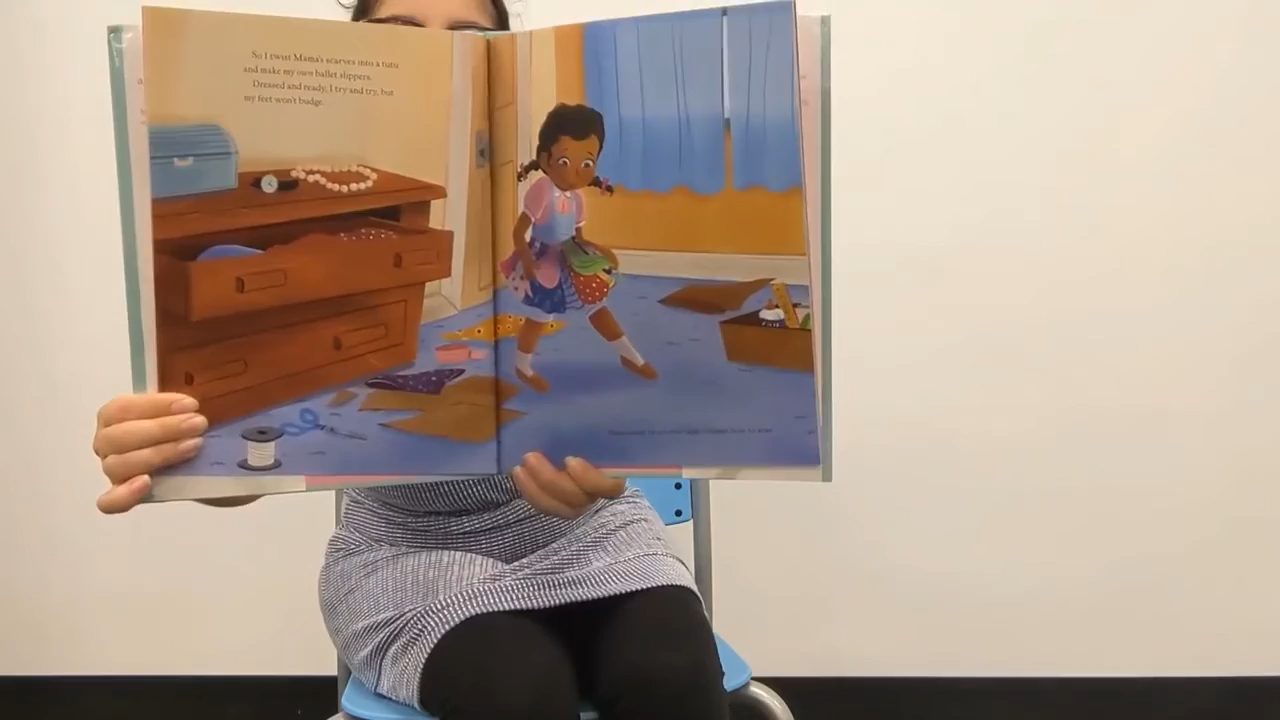 So I twist Mama's scarves into a tutu
and make my own ballet slippers.
Dressed and ready, I try and try, but
my feet won't budge.